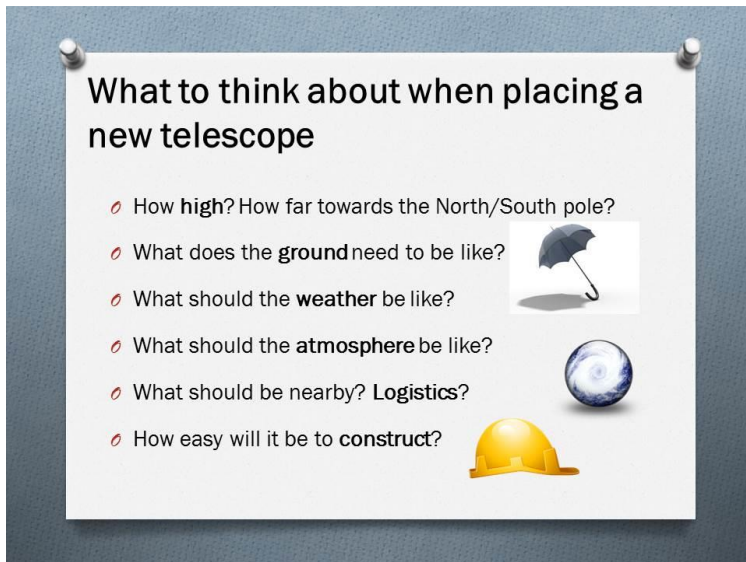 What to think about when placing a
new telescope
How high? How far towards the North/South pole?
What does the ground need to be like?
What should the weather be like?
What should the atmosphere be like?
What should be nearby? Logistics?
How easy will it be to construct?